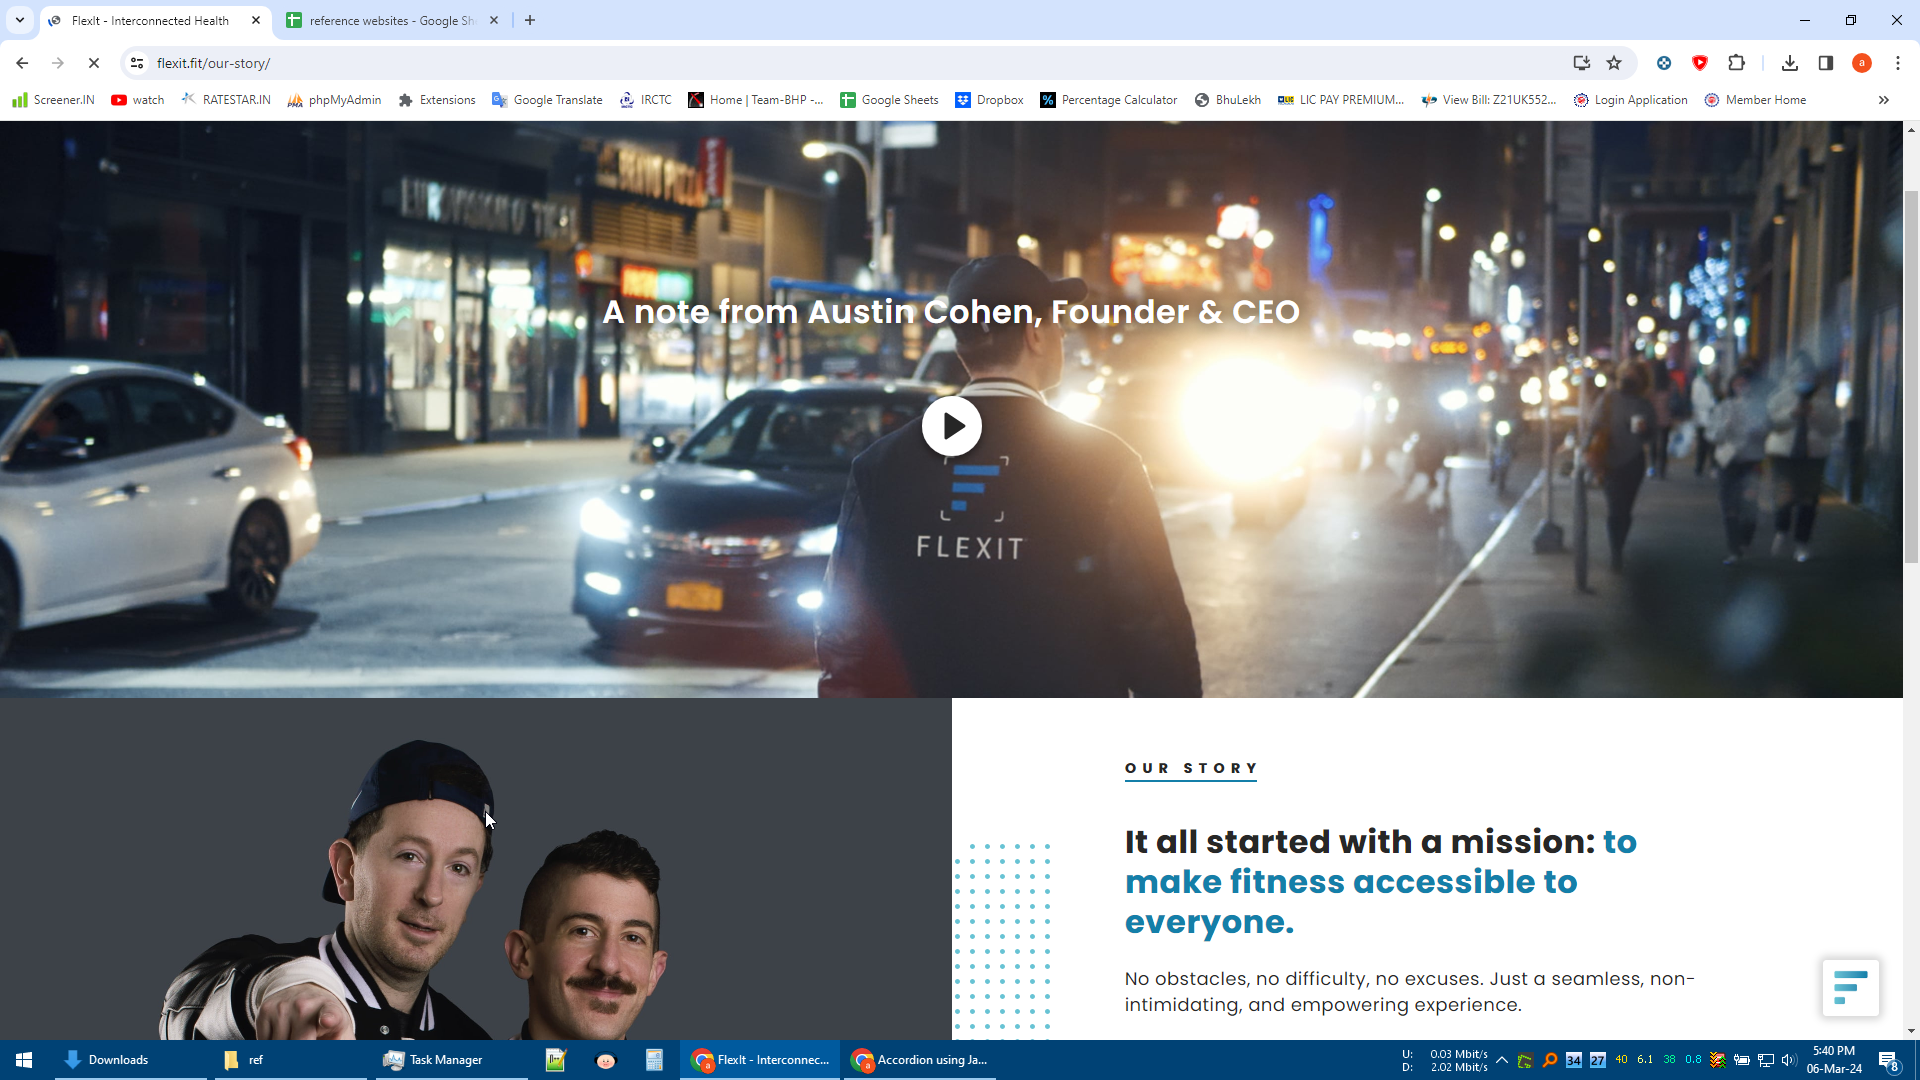 FlexIt - Interconnected Health
reference websites - Google Sh
flexit.fit/our-story/
a
Screener.IN
watch
RATESTAR.IN
phpMyAdmin
Extensions
Google Translate
IRCTC
Home | Team-BHP -...
Google Sheets
Dropbox
Percentage Calculator
BhuLekh
LIC PAY PREMIUM...
View Bill: Z21UK552...
Login Application
Member Home
A note from Austin Cohen, Founder & CEO
FLEXIT
OUR STORY
It all started with a mission: to
make fitness accessible to
everyone.
No obstacles, no difficulty, no excuses. Just a seamless, non-
intimidating, and empowering experience.
Downloads
ref
Task Manager
FlexIt - Interconnec...
Accordion using Ja...
U: 0.03 Mbit/s
D: 2.02 Mbit/s
34 27 40 6.1 38 0.8
5:40 PM
06-Mar-24
8